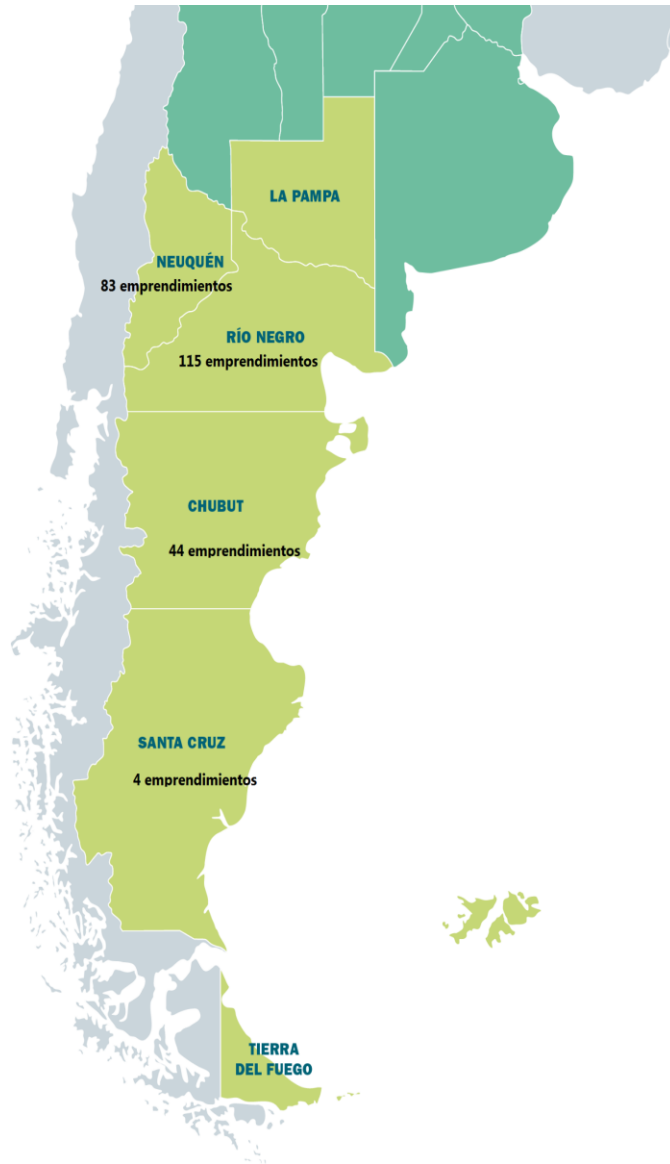 LA PAMPA
NEUQUÉN
83 emprendimientos
RÍO NEGRO
115 emprendimientos
CHUBUT
44 emprendimientos
SANTA CRUZ
4 emprendimientos
TIERRA
DEL FUEGO